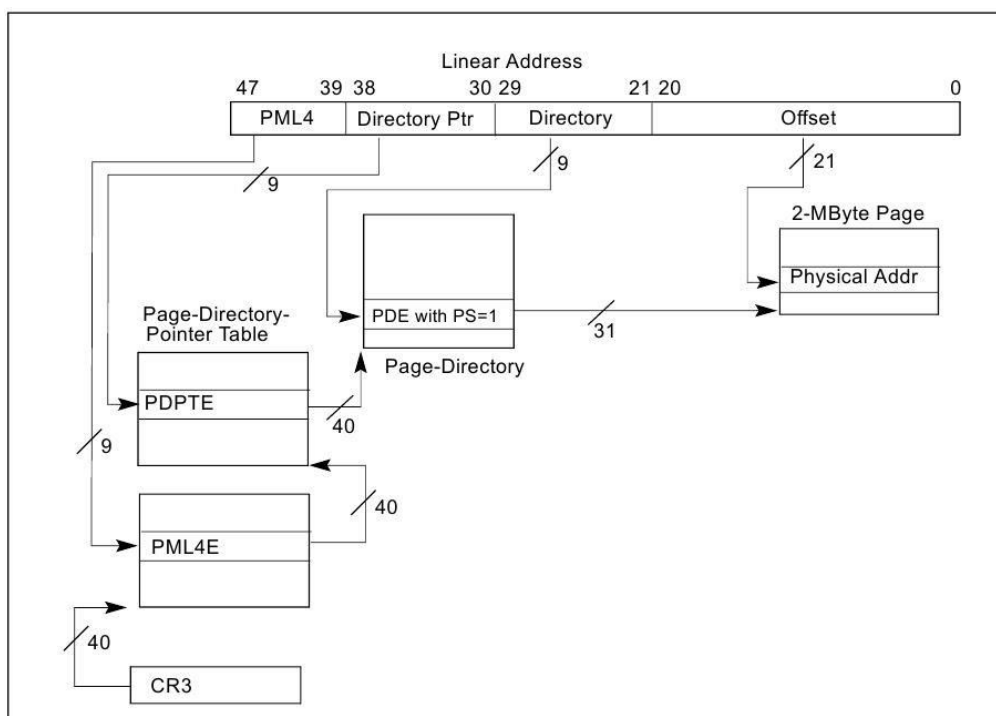 Linear Address
47 39 38 30 29 21 20 0
PML4 Directory Ptr Directory Offset
9 9 21
2-MByte Page
Physical Addr
PDE with PS=1
31
Page-Directory-
Pointer Table
Page-Directory
PDPTE
40
9
40
PML4E
40
CR3